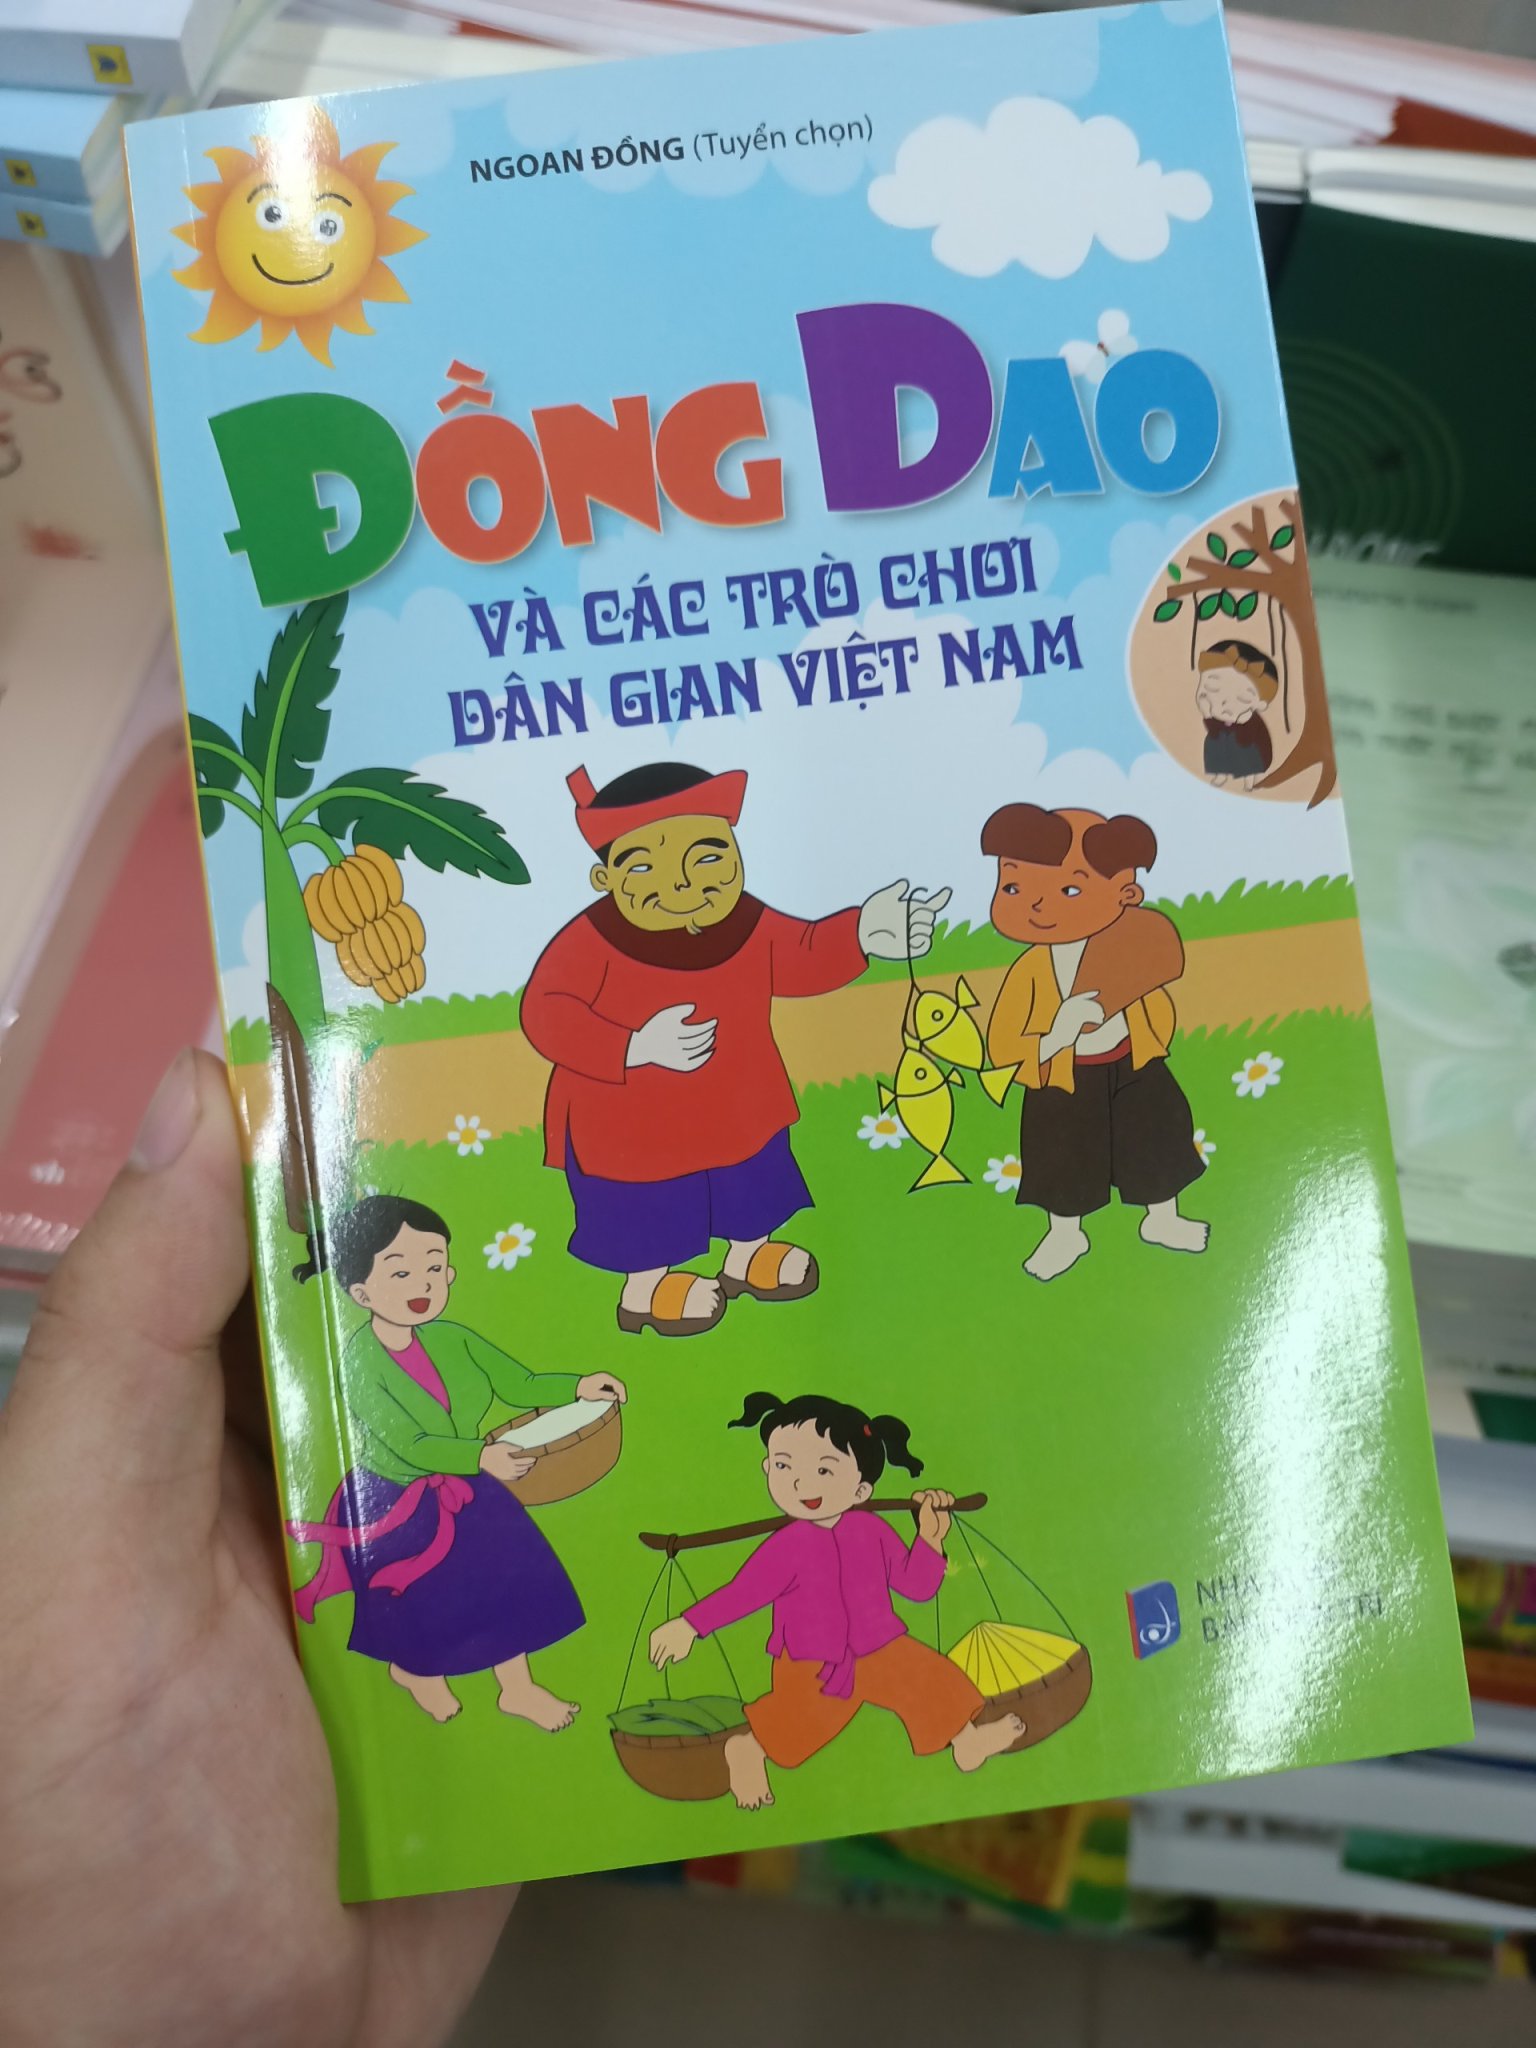 NGOAN ĐỒNG (Tuyển chọn)
ĐỒNG DAO
VÀ CÁC TRÒ CHƠI
DÂN GIAN VIỆT NAM